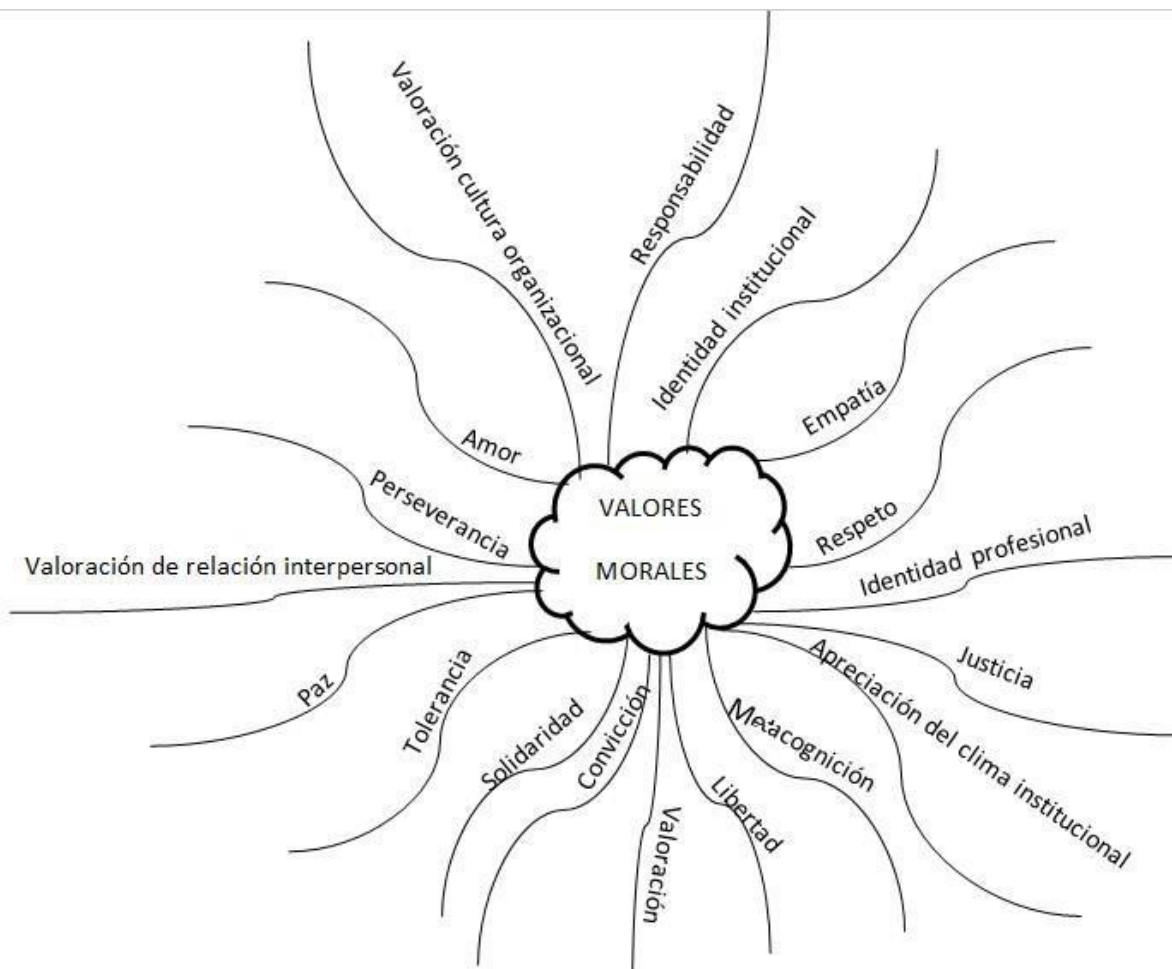 Valoración cultura organizacional
Responsabilidad
Identidad institucional
Empatía
Amor
Perseverancia
VALORES
MORALES
Respeto
Identidad profesional
Valoración de relación interpersonal
Justicia
Paz
Tolerancia
Solidaridad
Convicción
Valoración
Libertad
Metacognición
Apreciación del clima institucional